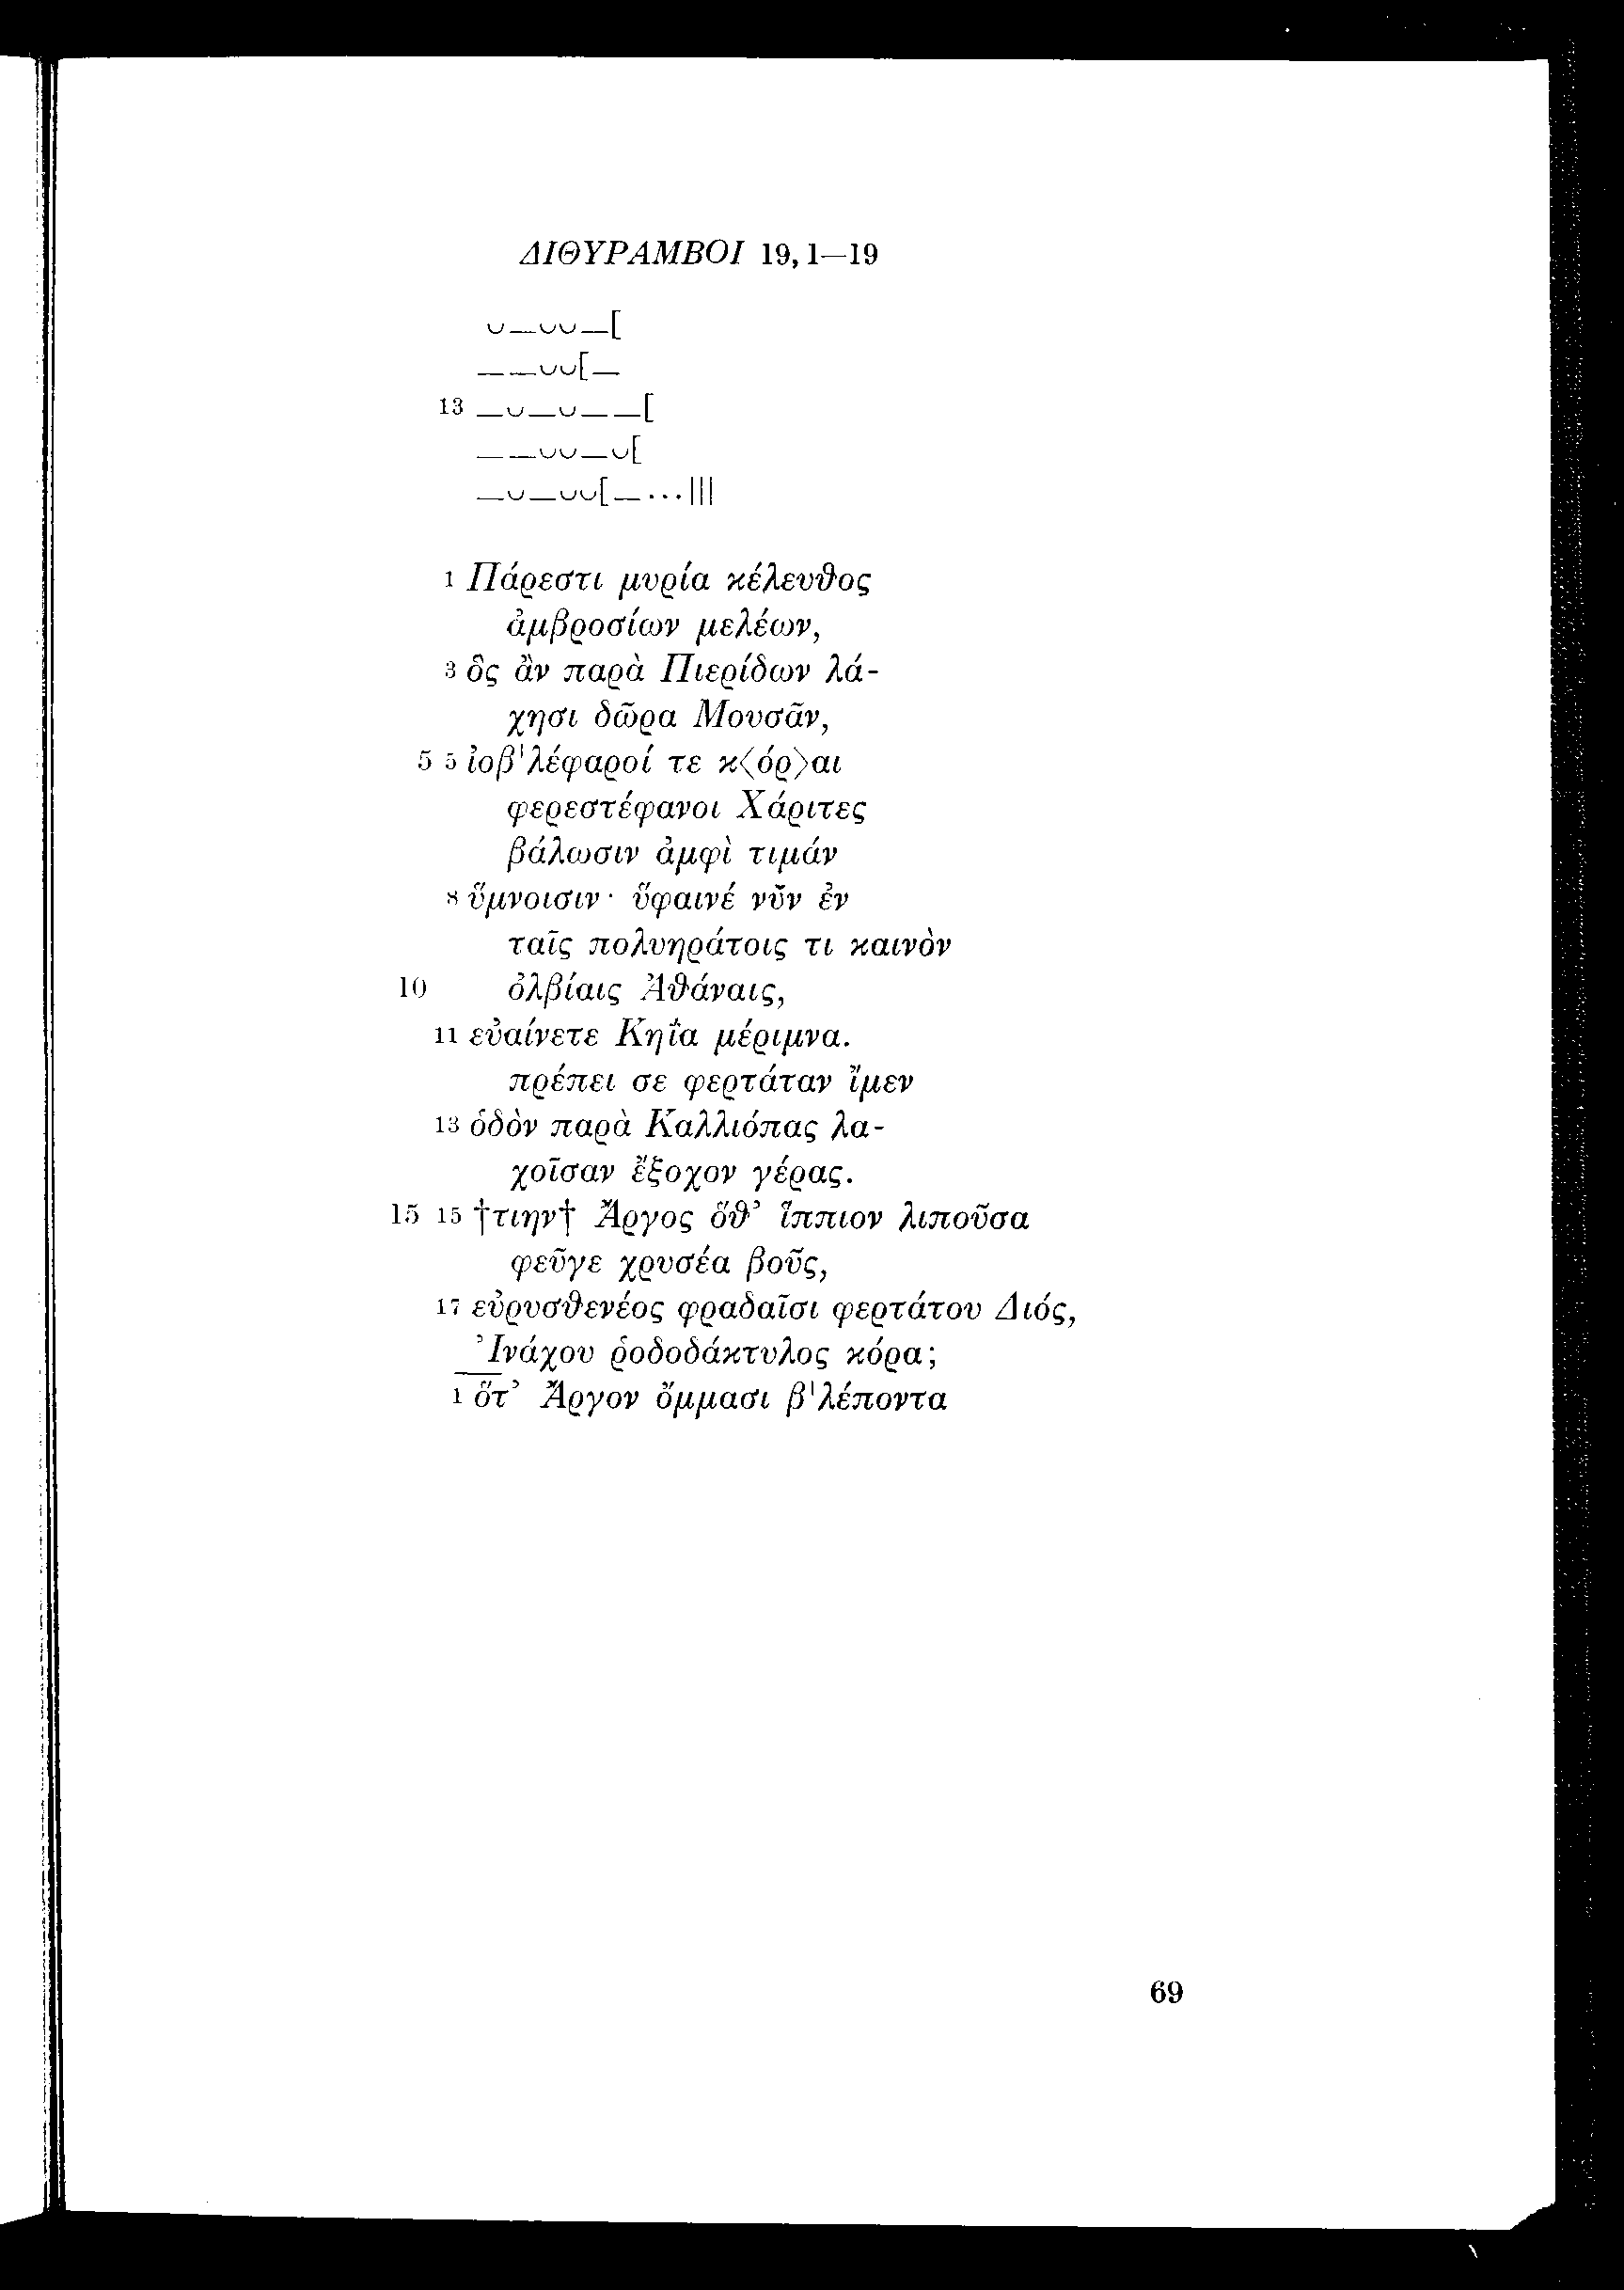 ΔΙΘΥΡΑΜΒΟΙ 19, 1—19
∪—∪∪—[
——∪∪[—
13 —∪—∪——[
——∪∪—∪[
—∪—∪∪[—...|||
1 Πάρεστι μυρία κέλευθος
ἀμβροσίων μελέων,
3 ὃς ἂν παρὰ Πιερίδων λά-
χησι δῶρα Μουσᾶν,
5 5 ἰοβ'λέφαροί τε κ⟨όρ⟩αι
φερεστέφανοι Χάριτες
βάλωσιν ἀμφὶ τιμάν
8 ὕμνοισιν· ὕφαινέ νῦν ἐν
ταῖς πολυηράτοις τι καινὸν
10 ὀλβίαις Ἀθάναις,
11 εὐαίνετε Κηΐα μέριμνα.
πρέπει σε φερτάταν ἴμεν
13 ὁδὸν παρὰ Καλλιόπας λα-
χοῖσαν ἔξοχον γέρας.
15 15 †τιην† Ἄργος ὅθ’ ἵππιον λιποῦσα
φεῦγε χρυσέα βοῦς,
17 εὐρυσθενέος φραδαῖσι φερτάτου Διός,
Ἰνάχου ῥοδοδάκτυλος κόρα;
1 ὅτ’ Ἄργον ὄμμασι β'λέποντα
69